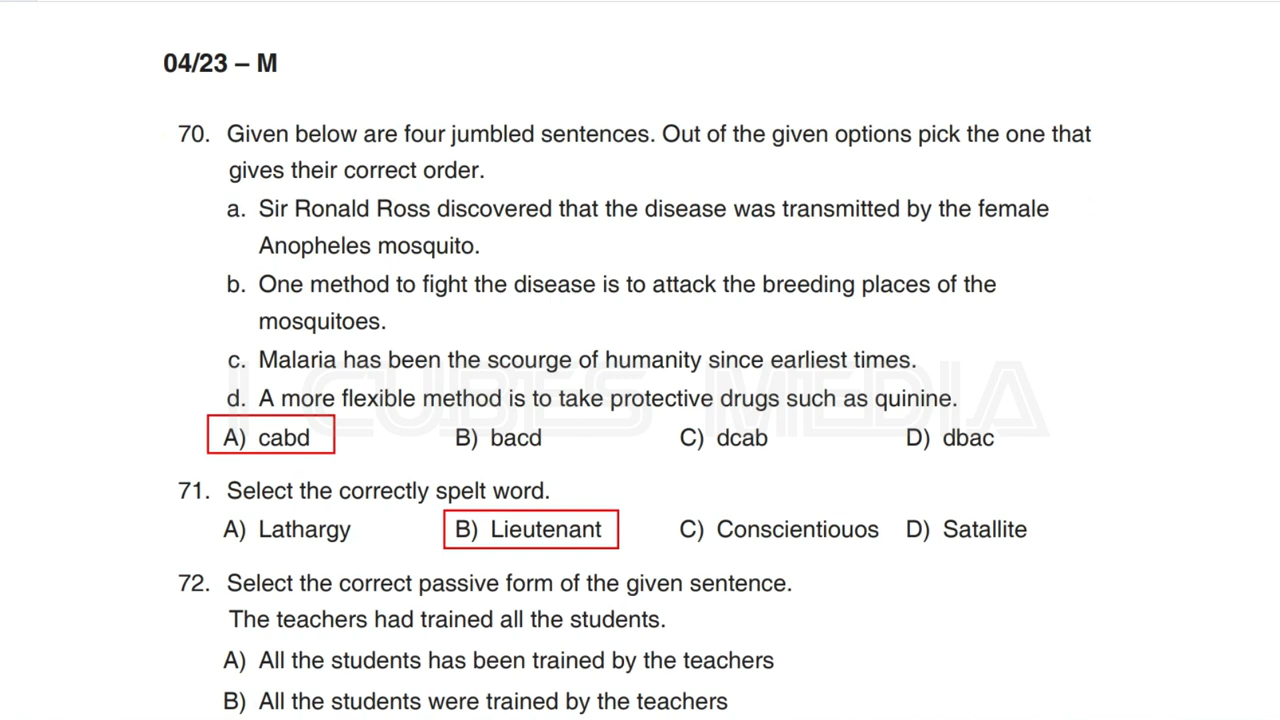 04/23 – M
70. Given below are four jumbled sentences. Out of the given options pick the one that
gives their correct order.
a. Sir Ronald Ross discovered that the disease was transmitted by the female
Anopheles mosquito.
b. One method to fight the disease is to attack the breeding places of the
mosquitoes.
c. Malaria has been the scourge of humanity since earliest times.
I CUBES MEDIA
d. A more flexible method is to take protective drugs such as quinine.
A) cabd B) bacd C) dcab D) dbac
71. Select the correctly spelt word.
A) Lathargy B) Lieutenant C) Conscientiouos D) Satallite
72. Select the correct passive form of the given sentence.
The teachers had trained all the students.
A) All the students has been trained by the teachers
B) All the students were trained by the teachers